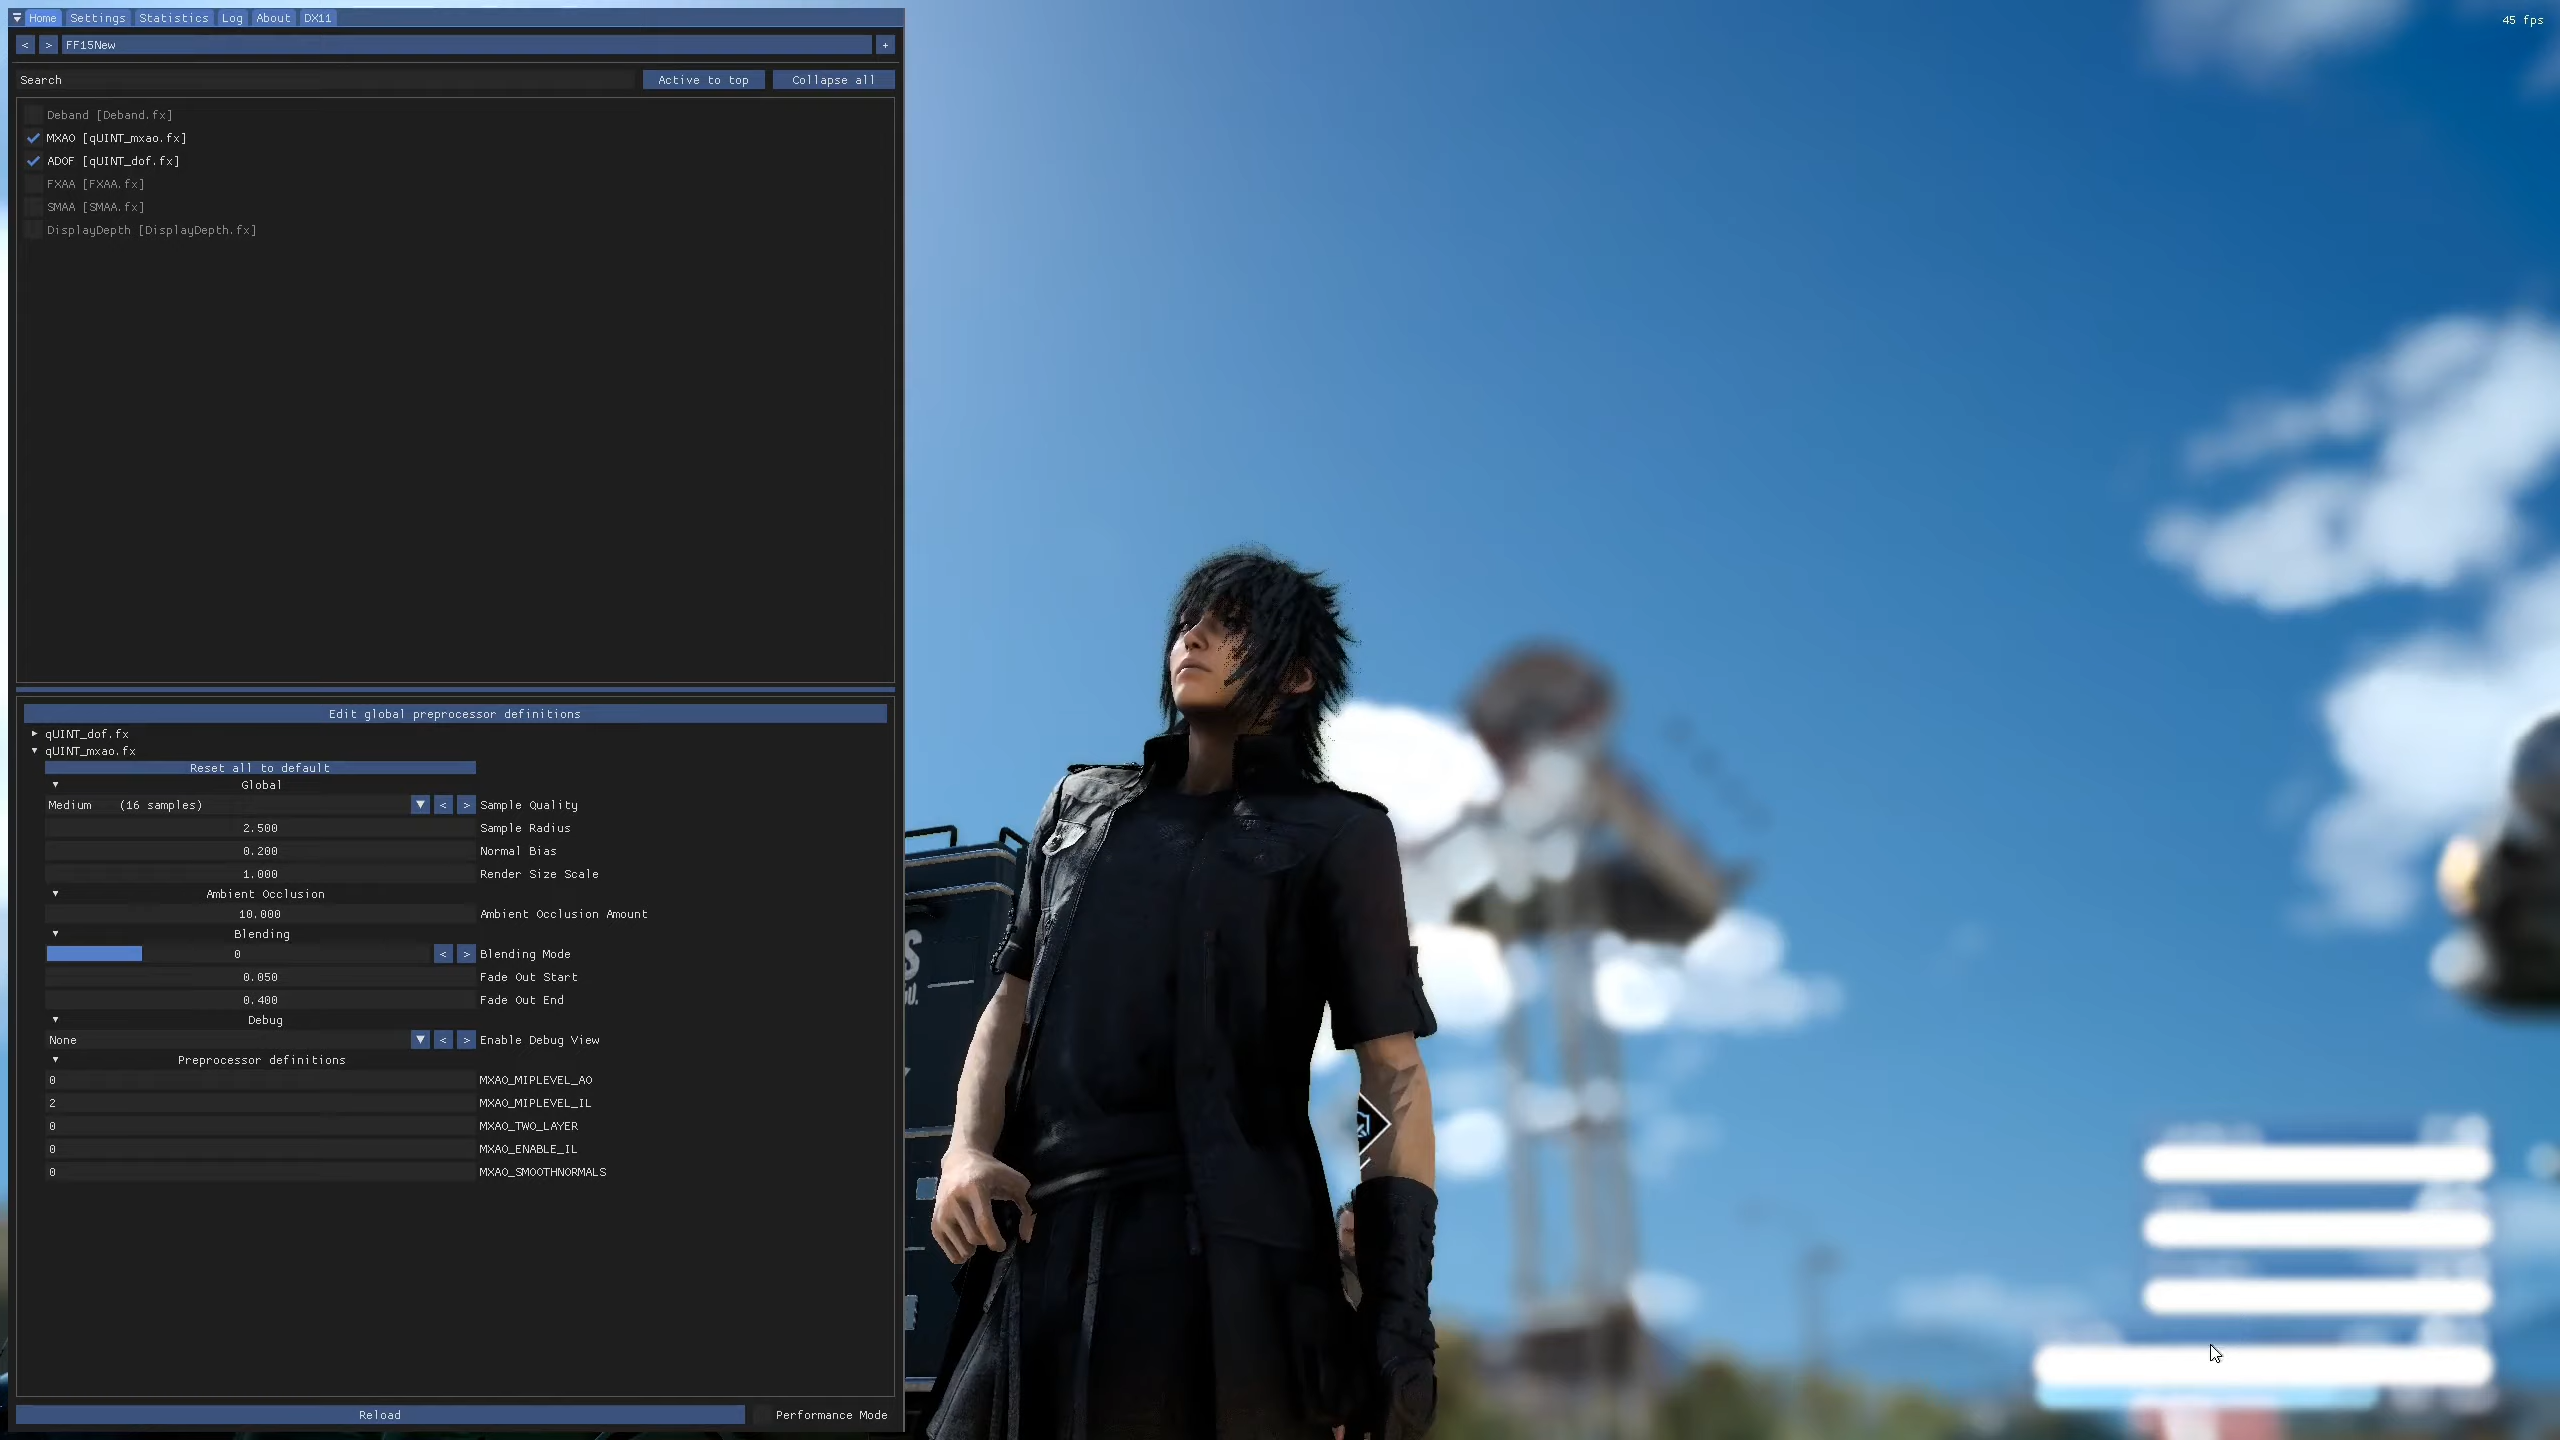 Home Settings Statistics Log About DX11
45 fps
< > FF15New +
Search Active to top Collapse all
Deband [Deband.fx]
MXAO [qUINT_mxao.fx]
ADOF [qUINT_dof.fx]
FXAA [FXAA.fx]
SMAA [SMAA.fx]
DisplayDepth [DisplayDepth.fx]
Edit global preprocessor definitions
qUINT_dof.fx
qUINT_mxao.fx
Reset all to default
Global
Medium (16 samples) < > Sample Quality
2.500 Sample Radius
0.200 Normal Bias
1.000 Render Size Scale
Ambient Occlusion
10.000 Ambient Occlusion Amount
Blending
0 < > Blending Mode
0.050 Fade Out Start
0.400 Fade Out End
Debug
None < > Enable Debug View
Preprocessor definitions
0 MXAO_MIPLEVEL_AO
2 MXAO_MIPLEVEL_IL
0 MXAO_TWO_LAYER
0 MXAO_ENABLE_IL
0 MXAO_SMOOTHNORMALS
Reload Performance Mode